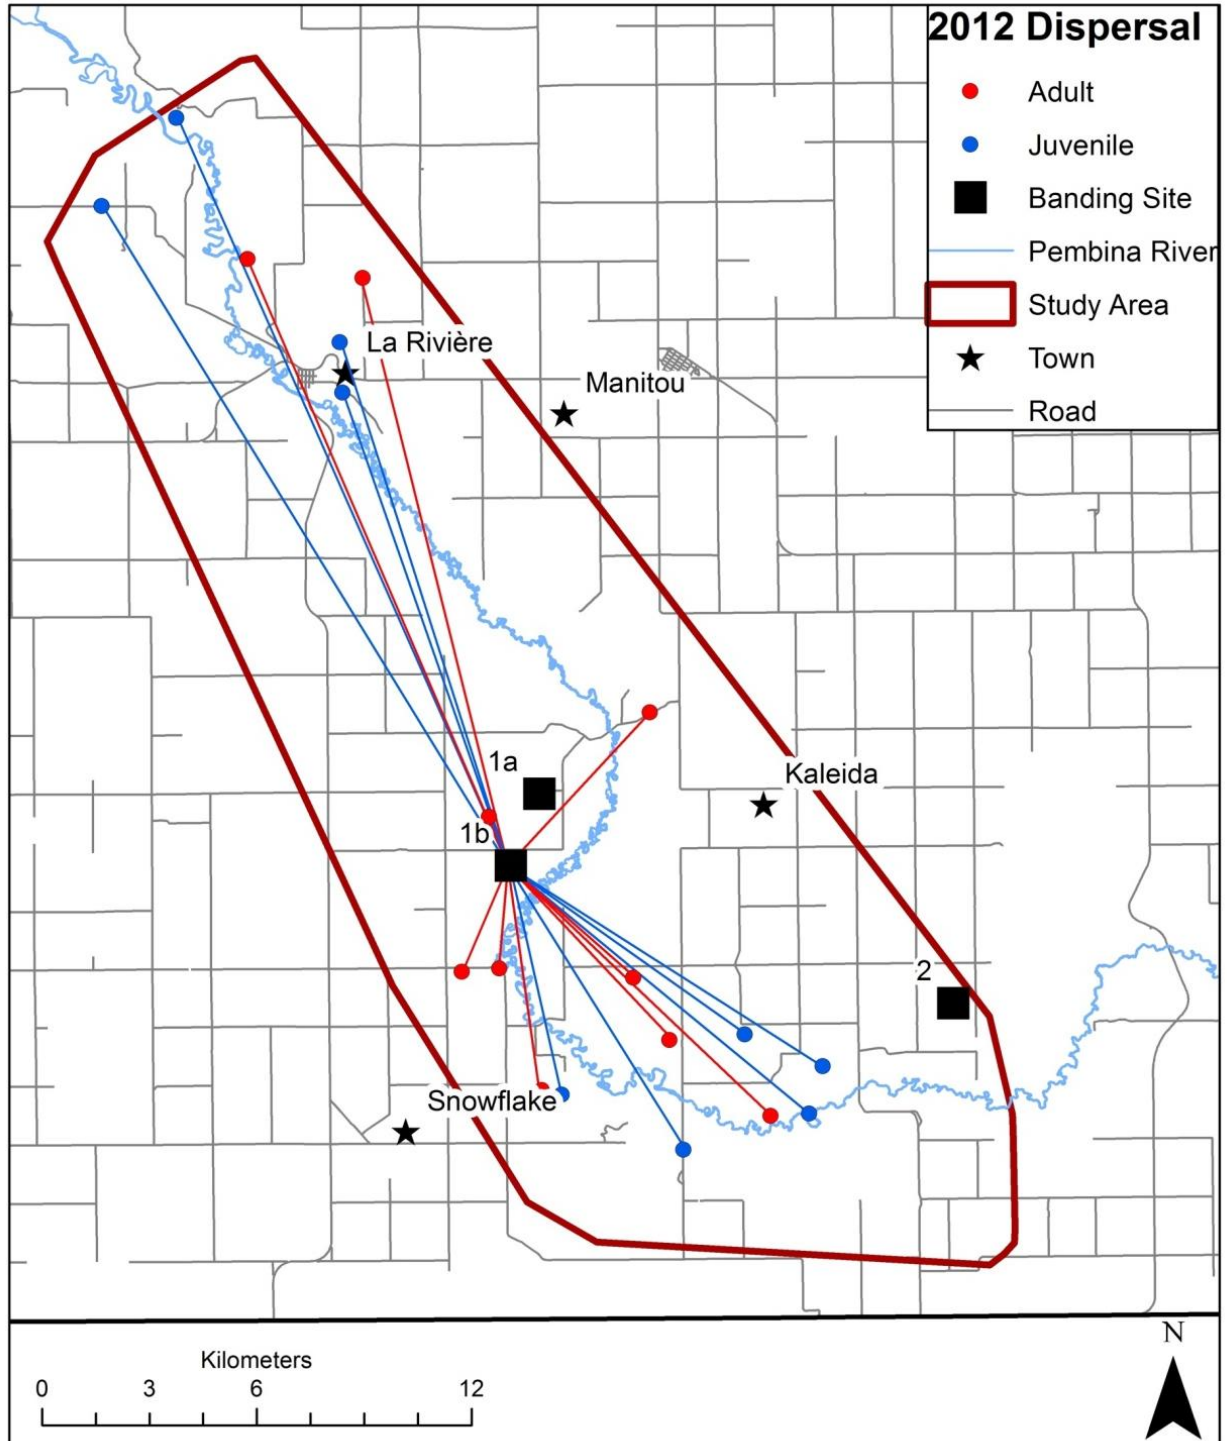 2012 Dispersal
Adult
Juvenile
Banding Site
Pembina River
Study Area
Town
Road
La Rivière
Manitou
1a
Kaleida
1b
2
Snowflake
N
Kilometers
0 3 6 12